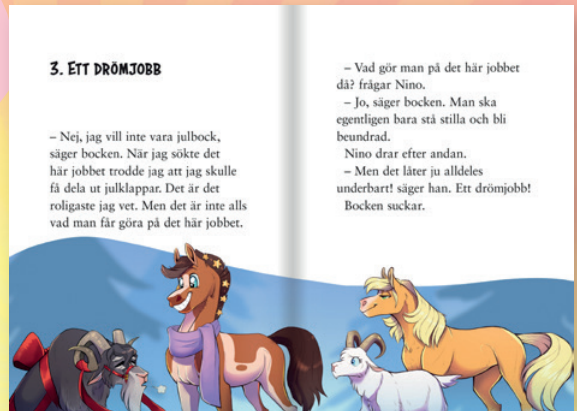 3. ETT DRÖMJOBB
– Nej, jag vill inte vara julbock,
säger bocken. När jag sökte det
här jobbet trodde jag att jag skulle
få dela ut julklappar. Det är det
roligaste jag vet. Men det är inte alls
vad man får göra på det här jobbet.
– Vad gör man på det här jobbet
då? frågar Nino.
– Jo, säger bocken. Man ska
egentligen bara stå stilla och bli
beundrad.
Nino drar efter andan.
– Men det låter ju alldeles
underbart! säger han. Ett drömjobb!
Bocken suckar.